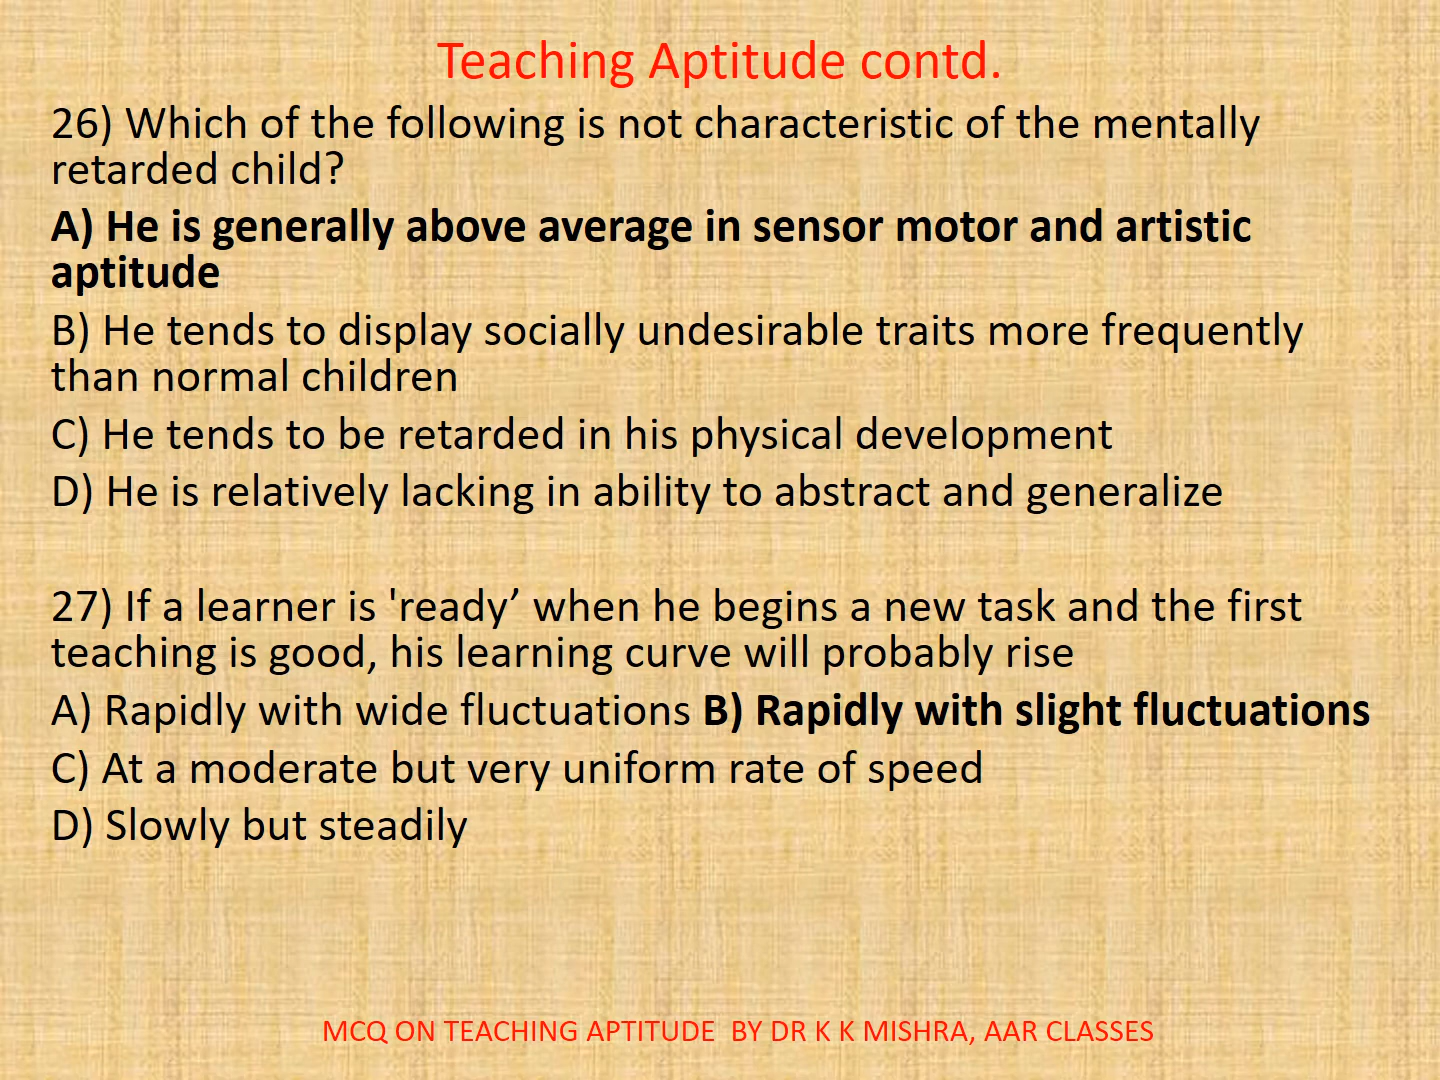 Teaching Aptitude contd.
26) Which of the following is not characteristic of the mentally
retarded child?
A) He is generally above average in sensor motor and artistic
aptitude
B) He tends to display socially undesirable traits more frequently
than normal children
C) He tends to be retarded in his physical development
D) He is relatively lacking in ability to abstract and generalize
27) If a learner is 'ready’ when he begins a new task and the first
teaching is good, his learning curve will probably rise
A) Rapidly with wide fluctuations B) Rapidly with slight fluctuations
C) At a moderate but very uniform rate of speed
D) Slowly but steadily
MCQ ON TEACHING APTITUDE  BY DR K K MISHRA, AAR CLASSES